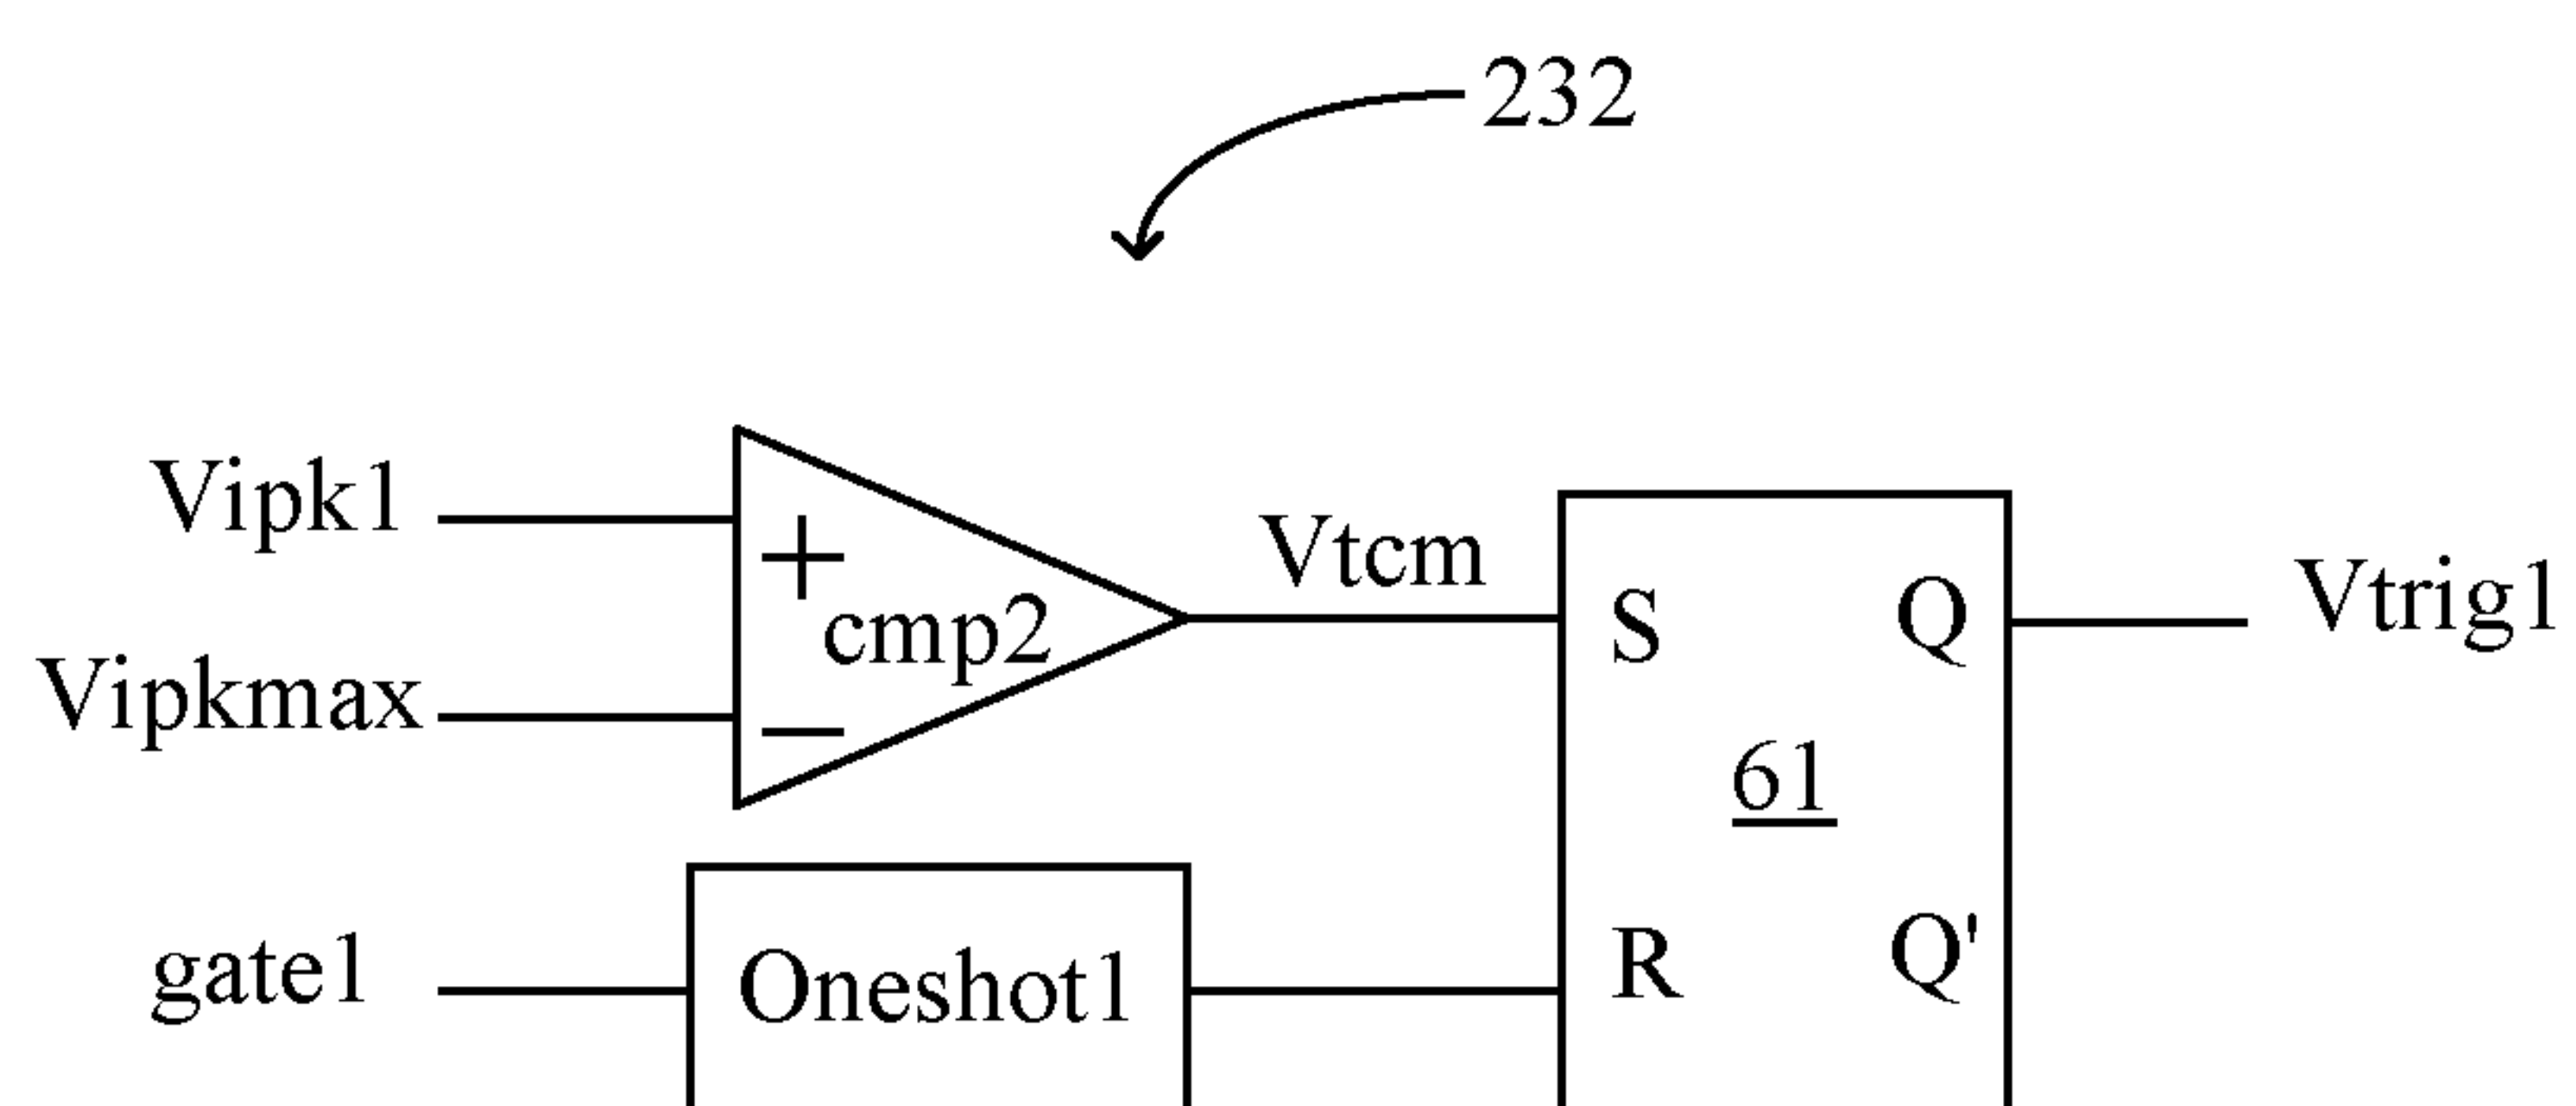 232
Vipk1
+
cmp2
Vtcm
Vipkmax
−
S
Q
Vtrig1
61
gate1
Oneshot1
R
Q'